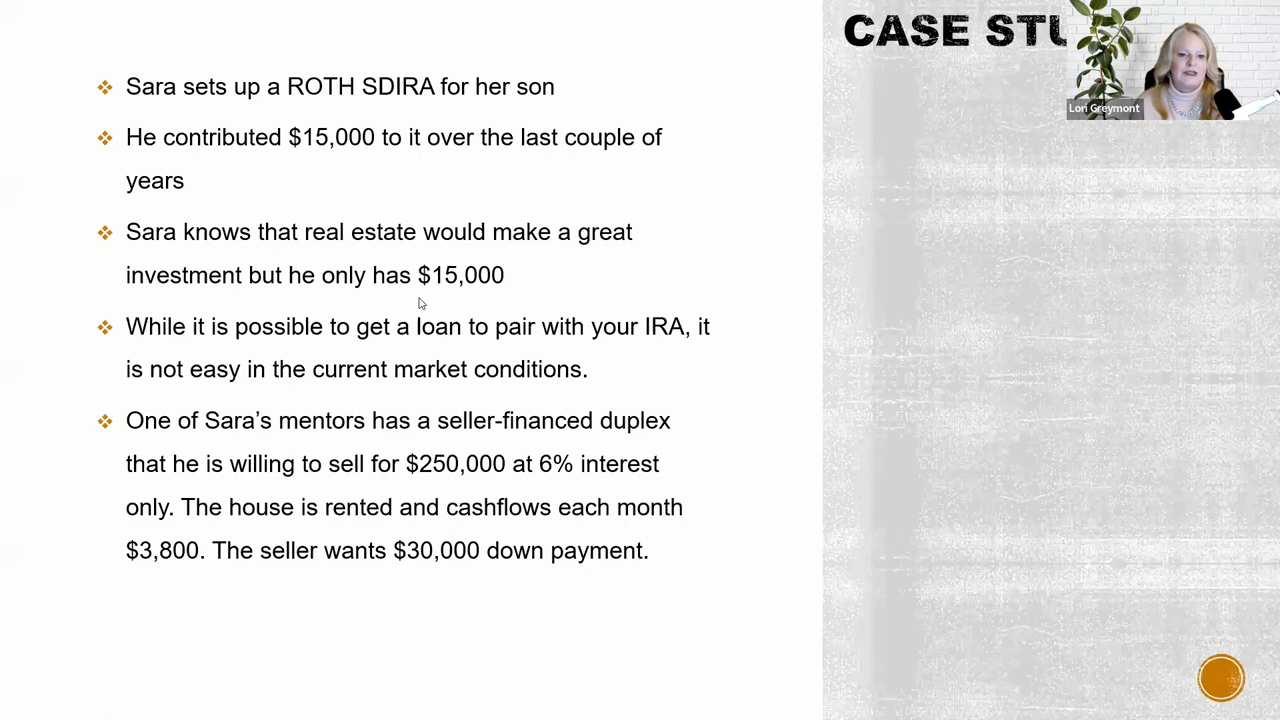 CASE STU
Lori Greymont
Sara sets up a ROTH SDIRA for her son
He contributed $15,000 to it over the last couple of
years
Sara knows that real estate would make a great
investment but he only has $15,000
While it is possible to get a loan to pair with your IRA, it
is not easy in the current market conditions.
One of Sara’s mentors has a seller-financed duplex
that he is willing to sell for $250,000 at 6% interest
only. The house is rented and cashflows each month
$3,800. The seller wants $30,000 down payment.